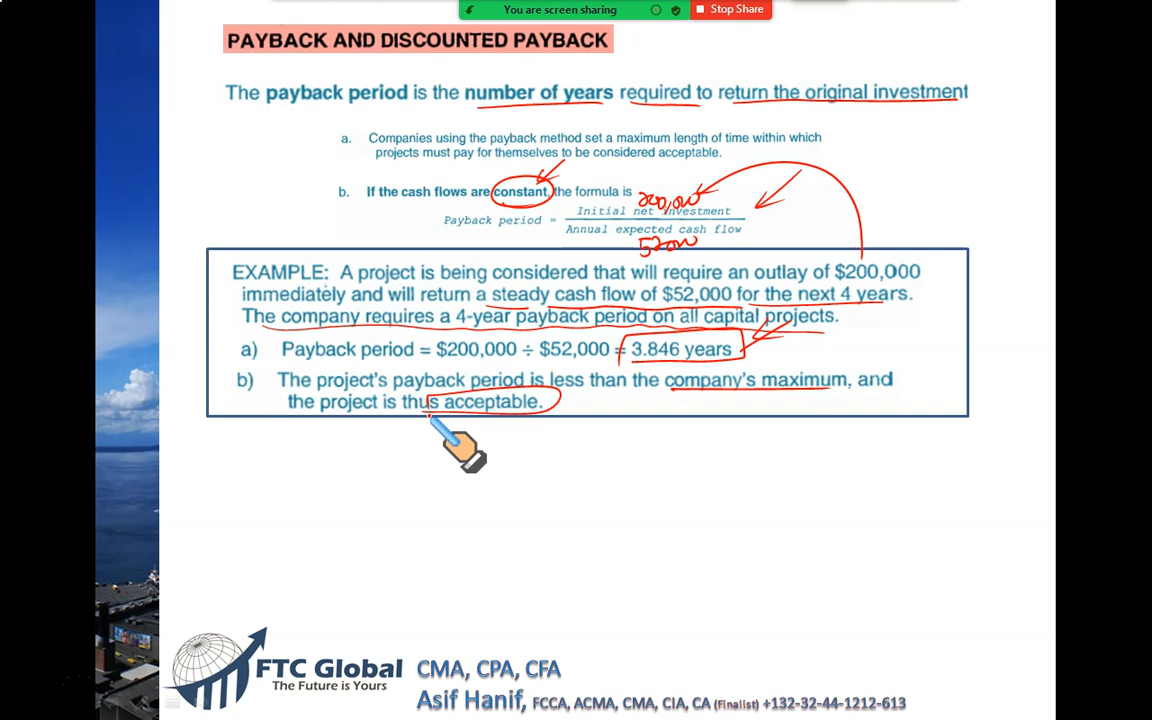 You are screen sharing
Stop Share
PAYBACK AND DISCOUNTED PAYBACK
The payback period is the number of years required to return the original investment
a. Companies using the payback method set a maximum length of time within which
projects must pay for themselves to be considered acceptable.
b. If the cash flows are constant, the formula is
200,000
Payback period = Initial net investment
Annual expected cash flow
52000
EXAMPLE: A project is being considered that will require an outlay of $200,000
immediately and will return a steady cash flow of $52,000 for the next 4 years.
The company requires a 4-year payback period on all capital projects.
a) Payback period = $200,000 ÷ $52,000 = 3.846 years
b) The project's payback period is less than the company's maximum, and
the project is thus acceptable.
FTC Global
The Future is Yours
CMA, CPA, CFA
Asif Hanif, FCCA, ACMA, CMA, CIA, CA (Finalist) +132-32-44-1212-613